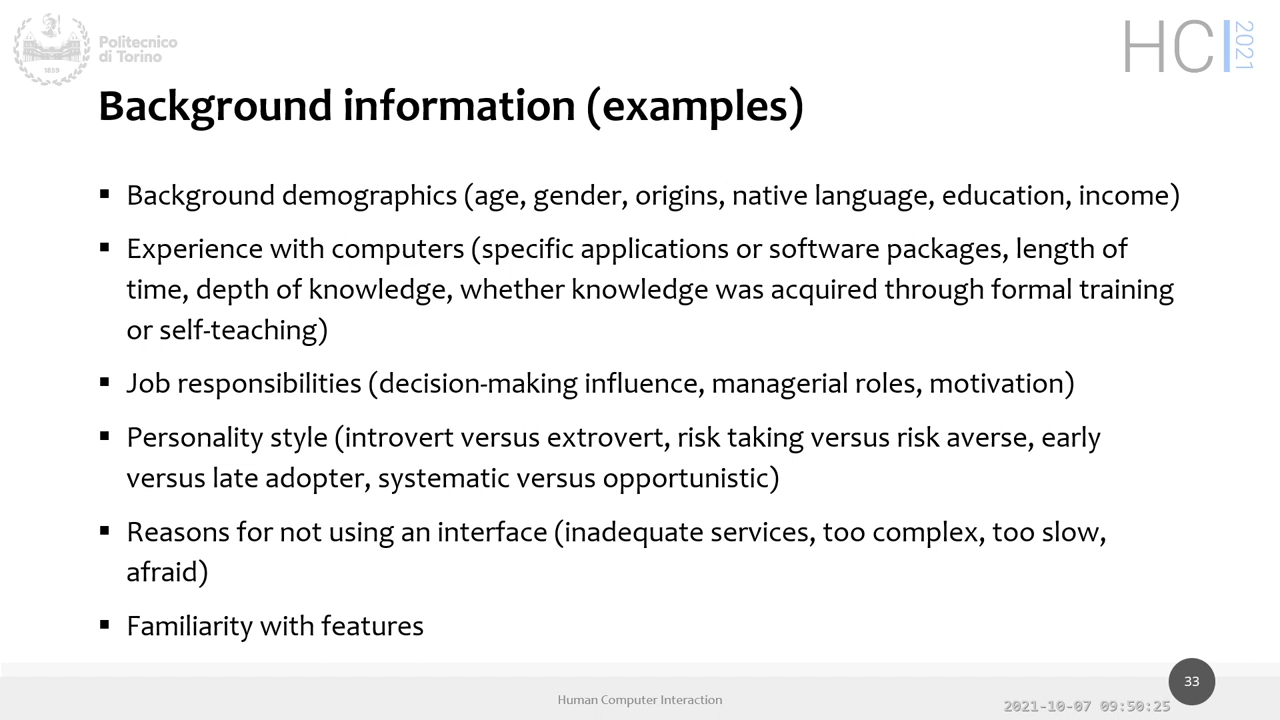 Politecnico
di Torino
1859
HCI 2021
Background information (examples)
▪ Background demographics (age, gender, origins, native language, education, income)
▪ Experience with computers (specific applications or software packages, length of
time, depth of knowledge, whether knowledge was acquired through formal training
or self-teaching)
▪ Job responsibilities (decision-making influence, managerial roles, motivation)
▪ Personality style (introvert versus extrovert, risk taking versus risk averse, early
versus late adopter, systematic versus opportunistic)
▪ Reasons for not using an interface (inadequate services, too complex, too slow,
afraid)
▪ Familiarity with features
33
Human Computer Interaction
2021-10-07 09:50:25